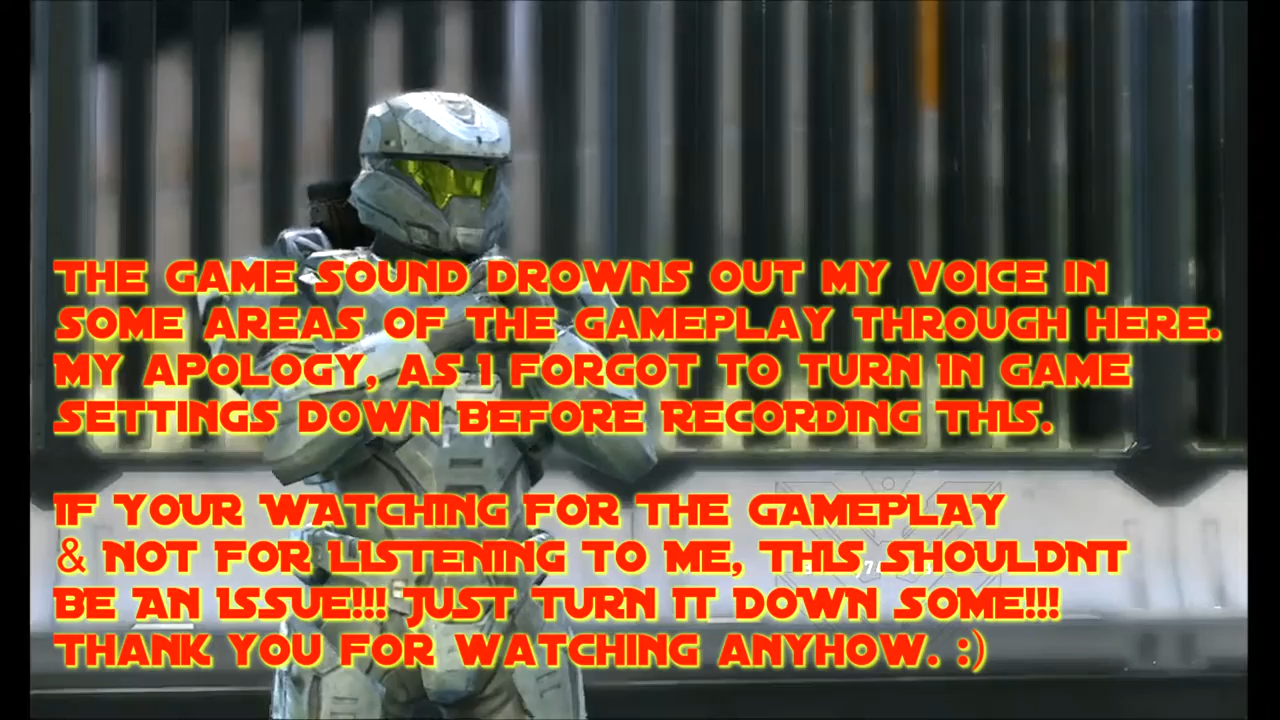 THE GAME SOUND DROWNS OUT MY VOICE IN
SOME AREAS OF THE GAMEPLAY THROUGH HERE.
MY APOLOGY, AS I FORGOT TO TURN IN GAME
SETTINGS DOWN BEFORE RECORDING THIS.
IF YOUR WATCHING FOR THE GAMEPLAY
& NOT FOR LISTENING TO ME, THIS SHOULDNT
BE AN ISSUE!!! JUST TURN IT DOWN SOME!!!
THANK YOU FOR WATCHING ANYHOW. :)